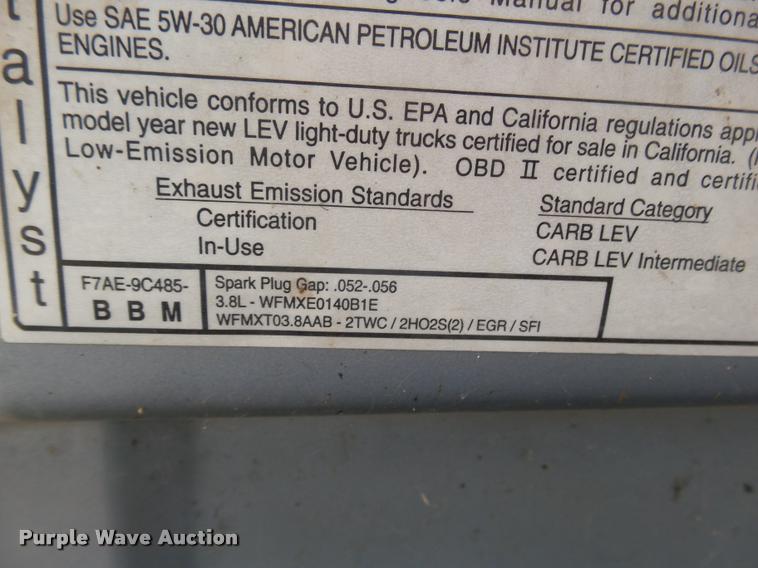 Manual for additiona
Use SAE 5W-30 AMERICAN PETROLEUM INSTITUTE CERTIFIED OILS
ENGINES.
This vehicle conforms to U.S. EPA and California regulations appl
model year new LEV light-duty trucks certified for sale in California. (
Low-Emission Motor Vehicle). OBD II certified and certifi
Exhaust Emission Standards Standard Category
Certification CARB LEV
In-Use CARB LEV Intermediate
talyst
F7AE-9C485-
B B M
Spark Plug Gap: .052-.056
3.8L - WFMXE0140B1E
WFMXT03.8AAB - 2TWC / 2HO2S(2) / EGR / SFI
Purple Wave Auction